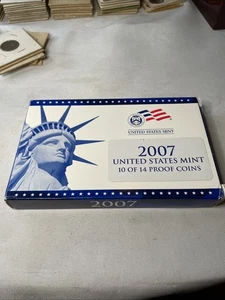 UNITED STATES MINT
2007
UNITED STATES MINT
10 OF 14 PROOF COINS
2007